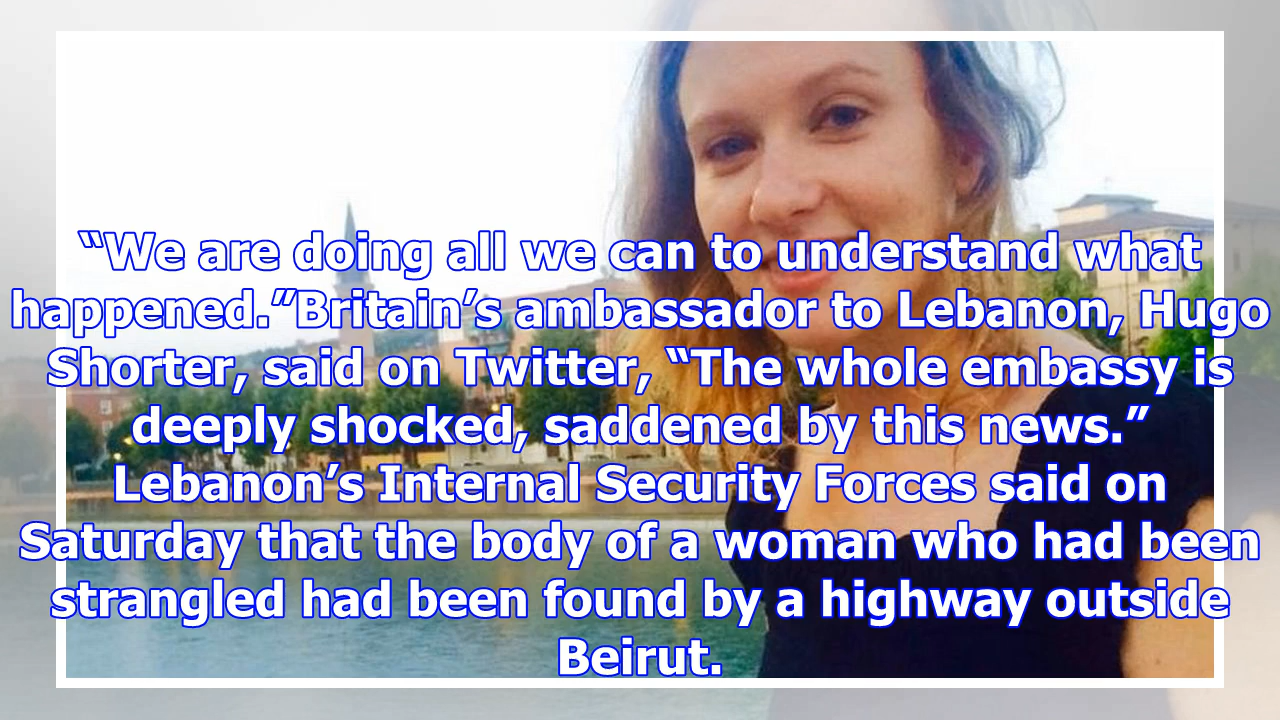 “We are doing all we can to understand what
happened.”Britain’s ambassador to Lebanon, Hugo
Shorter, said on Twitter, “The whole embassy is
deeply shocked, saddened by this news.”
Lebanon’s Internal Security Forces said on
Saturday that the body of a woman who had been
strangled had been found by a highway outside
Beirut.